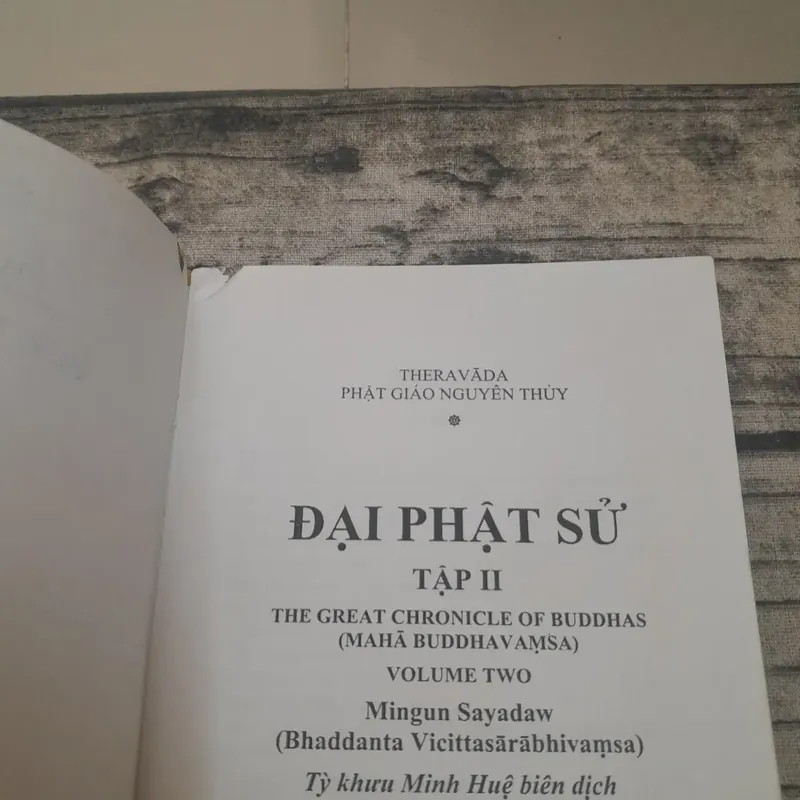 THERAVĀDA
PHẬT GIÁO NGUYÊN THỦY
ĐẠI PHẬT SỬ
TẬP II
THE GREAT CHRONICLE OF BUDDHAS
(MAHĀ BUDDHAVAṂSA)
VOLUME TWO
Mingun Sayadaw
(Bhaddanta Vicittasārābhivaṃsa)
Tỳ khưu Minh Huệ biên dịch